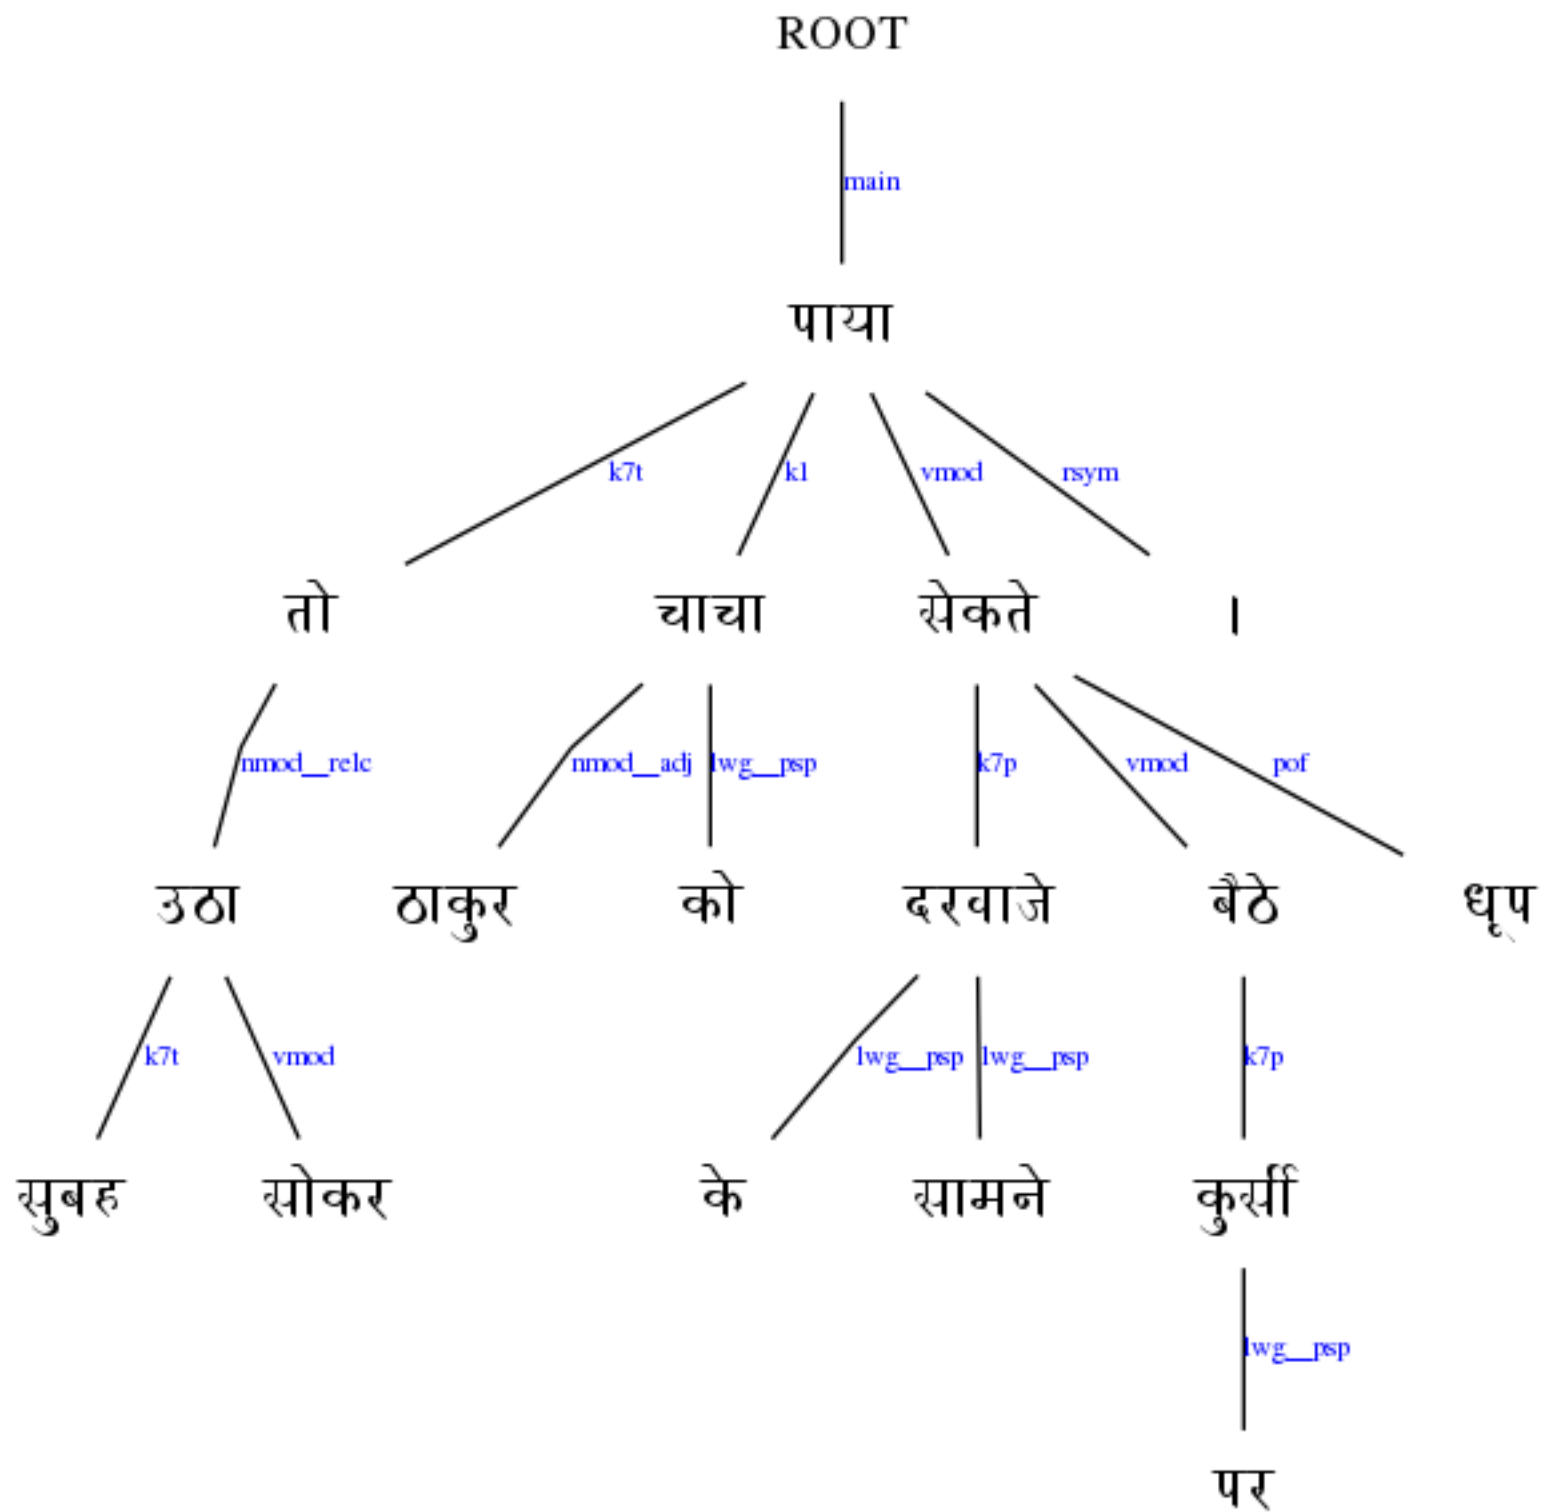 ROOT
main
पाया
k7t k1 vmod rsym
तो चाचा सेकते ।
nmod__relc nmod__adj lwg__psp k7p vmod pof
उठा ठाकुर को दरवाजे बैठे धूप
k7t vmod lwg__psp lwg__psp k7p
सुबह सोकर के सामने कुर्सी
lwg__psp
पर